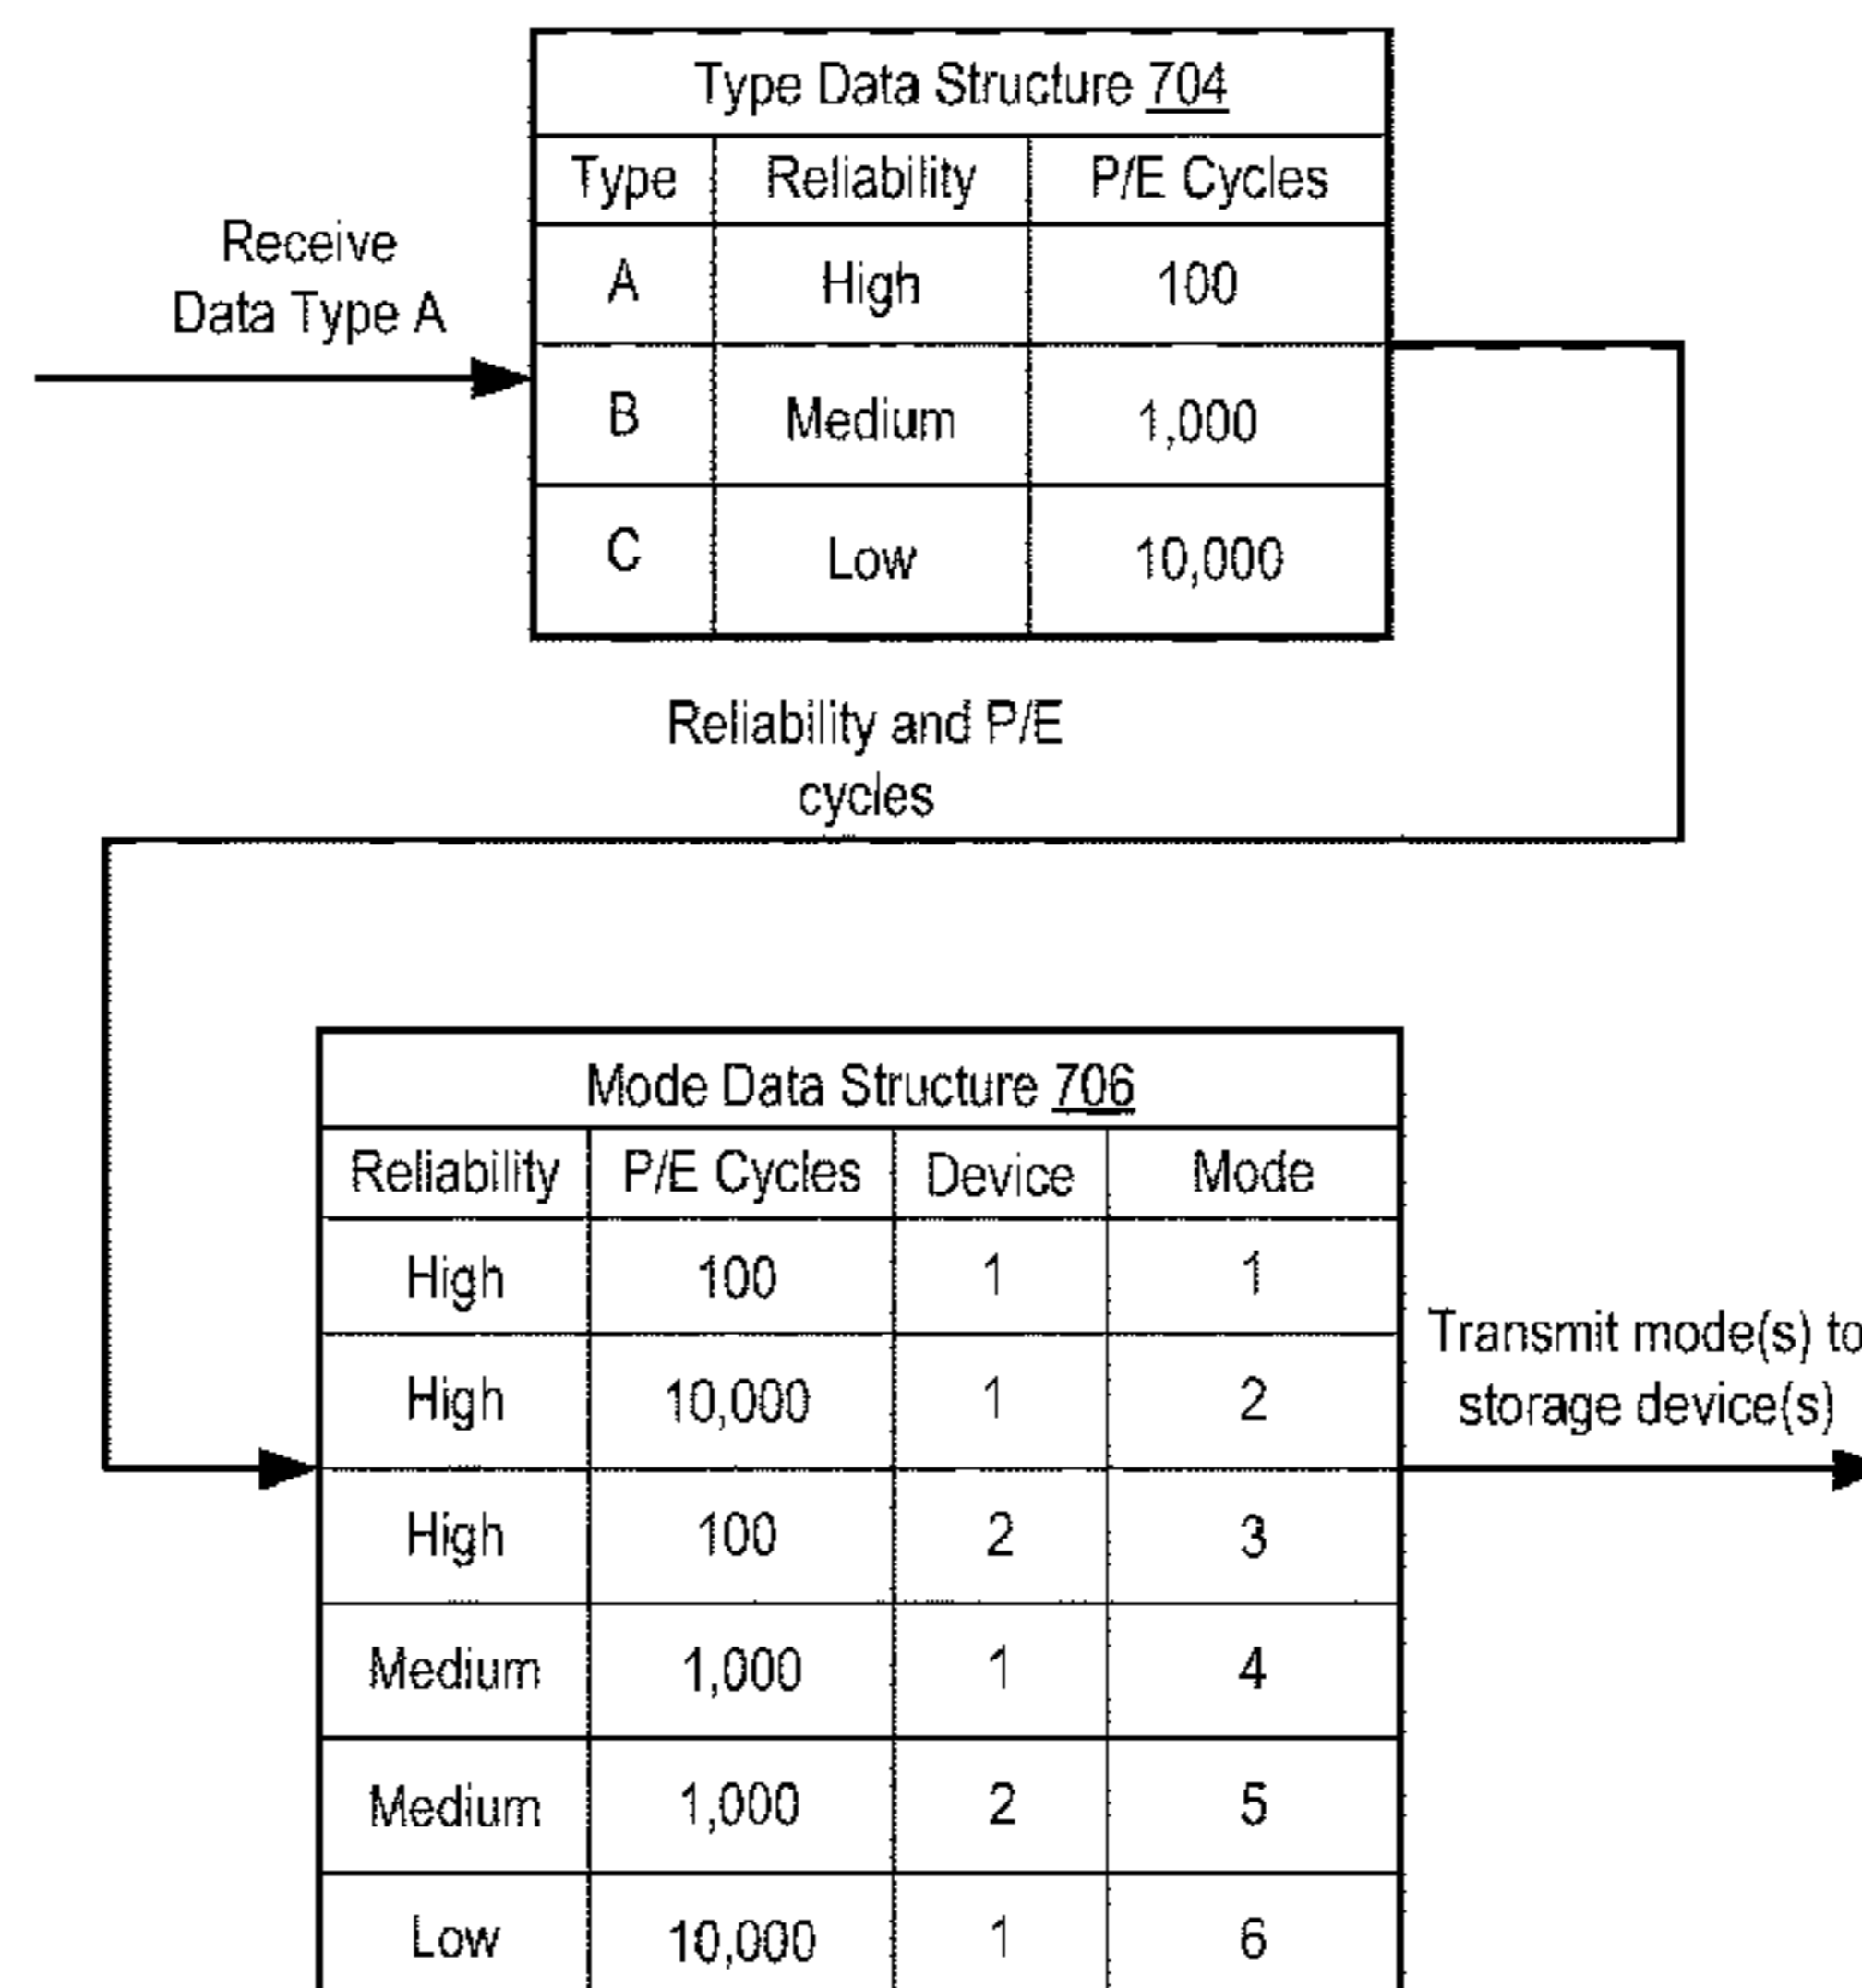 Type Data Structure 704
Type Reliability P/E Cycles
Receive
Data Type A
A High 100
B Medium 1,000
C Low 10,000
Reliability and P/E
cycles
Mode Data Structure 706
Reliability P/E Cycles Device Mode
High 100 1 1
High 10,000 1 2
Transmit mode(s) to
storage device(s)
High 100 2 3
Medium 1,000 1 4
Medium 1,000 2 5
Low 10,000 1 6